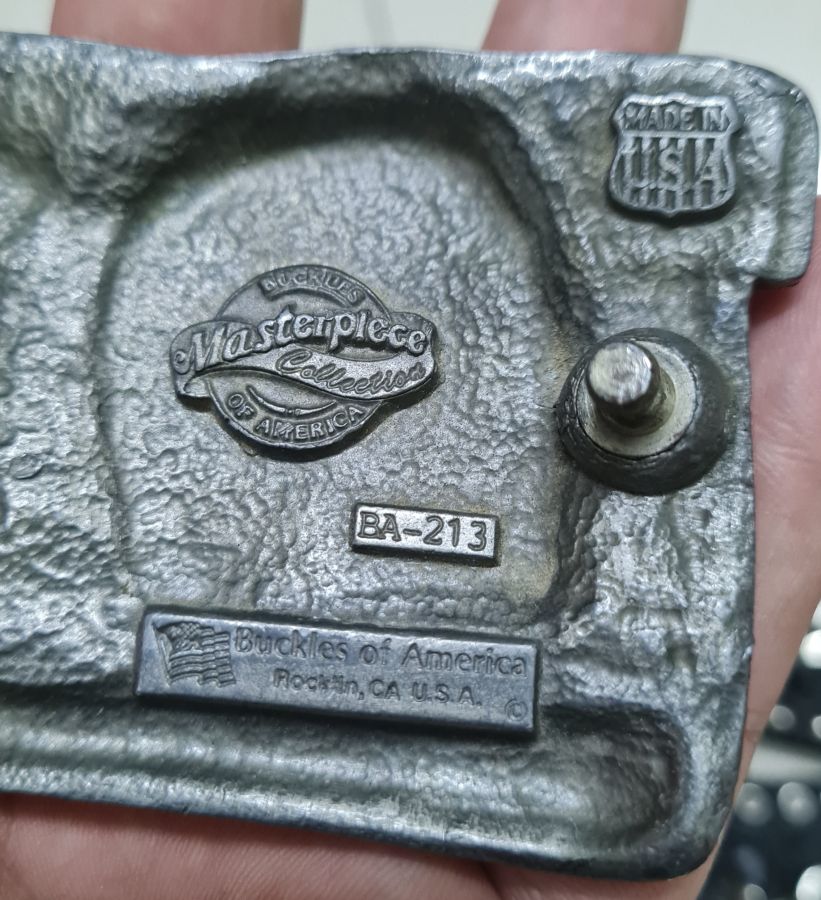 MADE IN
USA
BUCKLES
Masterpiece
Collection
OF AMERICA
BA-213
Buckles of America
Rocklin, CA U.S.A. ©